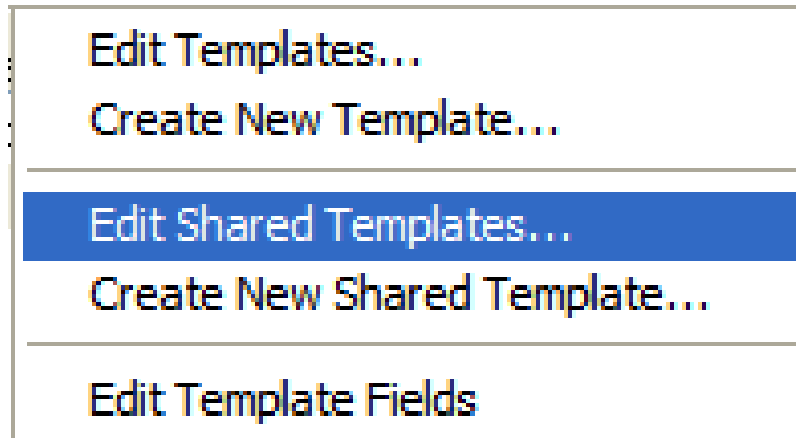 Edit Templates...
Create New Template...
Edit Shared Templates...
Create New Shared Template...
Edit Template Fields